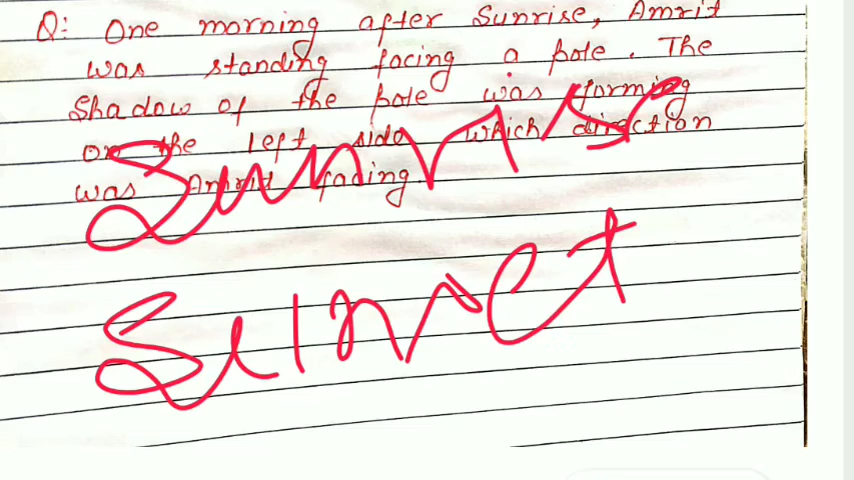 Q: One morning after Sunrise, Amrit
was standing facing a pole. The
Shadow of the pole was forming
on the left side which direction
was Amrit facing
Sunrise
Sunset